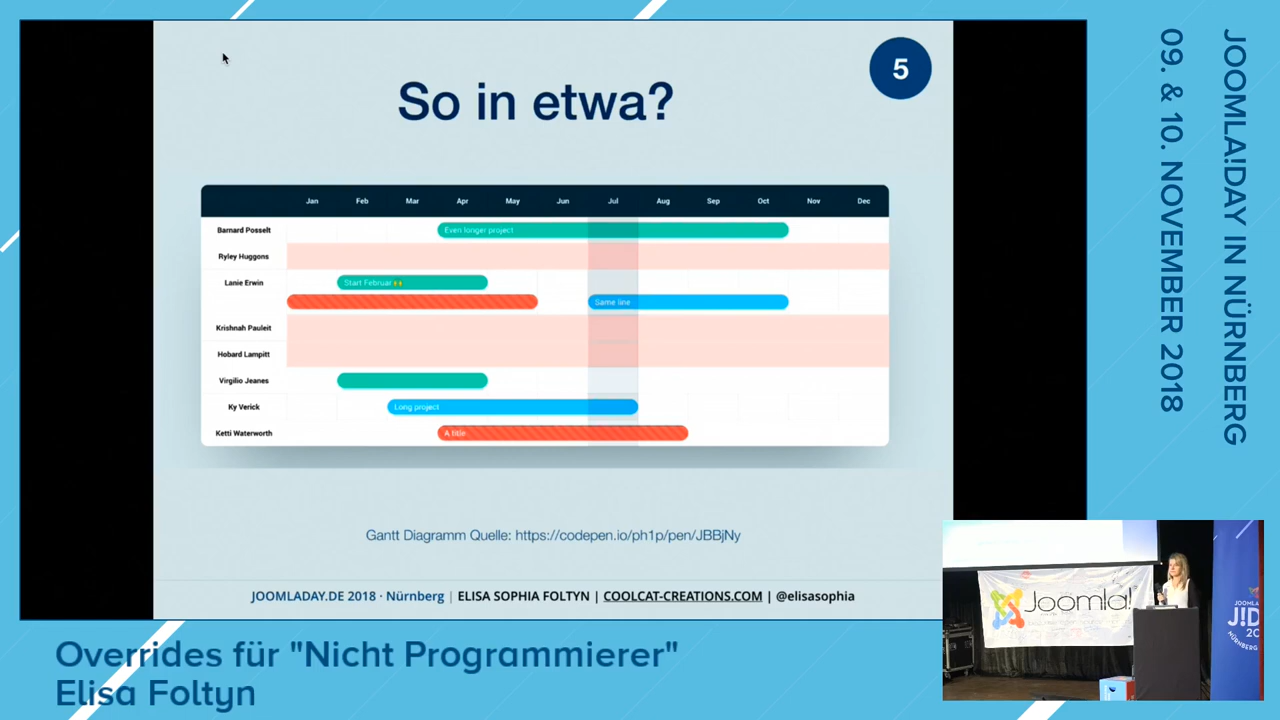 5
So in etwa?
Jan Feb Mar Apr May Jun Jul Aug Sep Oct Nov Dec
Barnard Posselt Even longer project
Ryley Huggons
Lanie Erwin Start Februar 🙌
Same line
Krishnah Pauleit
Hobard Lampitt
Virgilio Jeanes
Ky Verick Long project
Ketti Waterworth A title
Gantt Diagramm Quelle: https://codepen.io/ph1p/pen/JBBjNy
JOOMLADAY.DE 2018 · Nürnberg | ELISA SOPHIA FOLTYN | COOLCAT-CREATIONS.COM | @elisasophia
JOOMLA!DAY IN NÜRNBERG
09. & 10. NOVEMBER 2018
Joomla!
Overrides für "Nicht Programmierer"
Elisa Foltyn